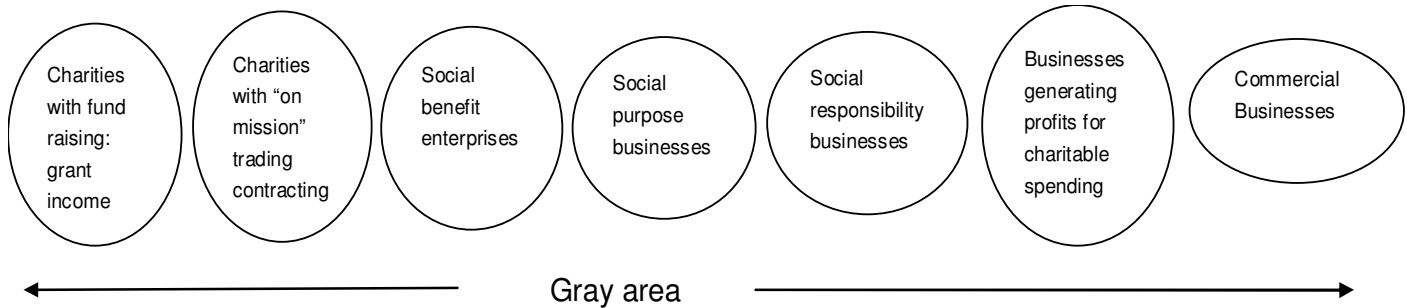 Charities
with fund
raising:
grant
income
Charities
with “on
mission”
trading
contracting
Social
benefit
enterprises
Social
purpose
businesses
Social
responsibility
businesses
Businesses
generating
profits for
charitable
spending
Commercial
Businesses
Gray area